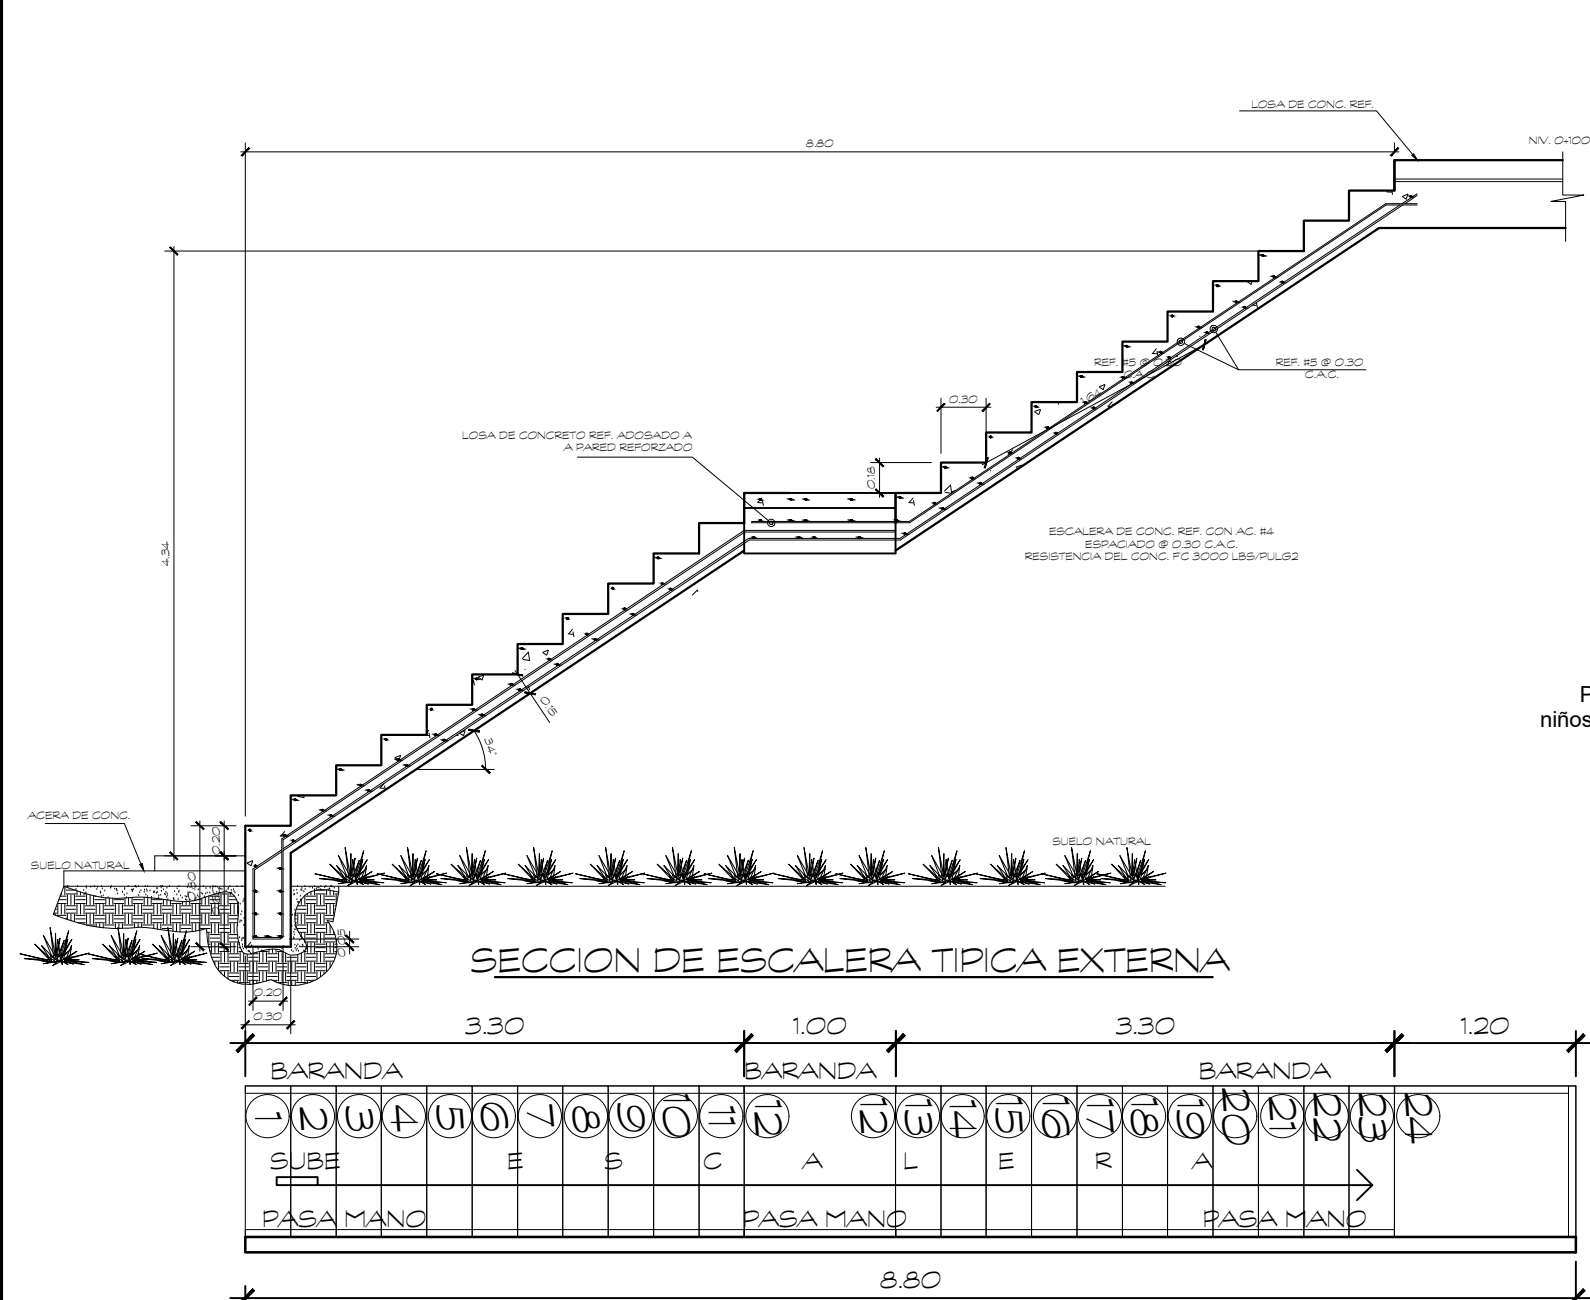 LOSA DE CONC. REF.
8.80
NIV. 0+100
REF. #5 @ 0.30
C.A.C.
REF. #5 @ 0.30
C.A.C.
0.30
LOSA DE CONCRETO REF. ADOSADO A
A PARED REFORZADO
0.18
4.34
ESCALERA DE CONC. REF. CON AC. #4
ESPACIADO @ 0.30 C.A.C.
RESISTENCIA DEL CONC. FC 3000 LBS/PULG2
P
niños
0.15
34°
ACERA DE CONC.
0.20
SUELO NATURAL
SUELO NATURAL
0.80
SECCION DE ESCALERA TIPICA EXTERNA
0.20
0.30
3.30
1.00
3.30
1.20
BARANDA
BARANDA
BARANDA
1 2 3 4 5 6 7 8 9 10 11 12 12 13 14 15 16 17 18 19 20 21 22 23 24
SUBE E S C A L E R A
PASA MANO
PASA MANO
PASA MANO
8.80